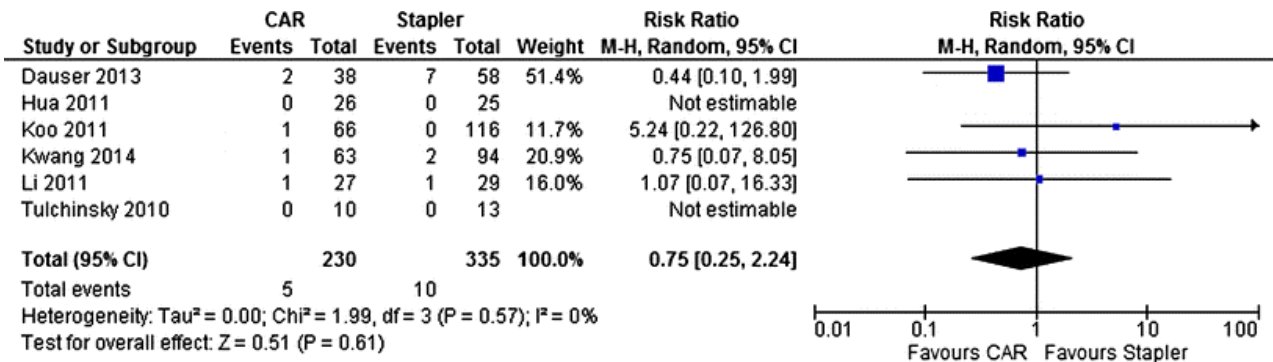 CAR Stapler Risk Ratio Risk Ratio
Study or Subgroup Events Total Events Total Weight M-H, Random, 95% CI M-H, Random, 95% CI
Dauser 2013 2 38 7 58 51.4% 0.44 [0.10, 1.99]
Hua 2011 0 26 0 25 Not estimable
Koo 2011 1 66 0 116 11.7% 5.24 [0.22, 126.80]
Kwang 2014 1 63 2 94 20.9% 0.75 [0.07, 8.05]
Li 2011 1 27 1 29 16.0% 1.07 [0.07, 16.33]
Tulchinsky 2010 0 10 0 13 Not estimable
Total (95% CI) 230 335 100.0% 0.75 [0.25, 2.24]
Total events 5 10
Heterogeneity: Tau² = 0.00; Chi² = 1.99, df = 3 (P = 0.57); I² = 0%
Test for overall effect: Z = 0.51 (P = 0.61)
0.01 0.1 1 10 100
Favours CAR Favours Stapler